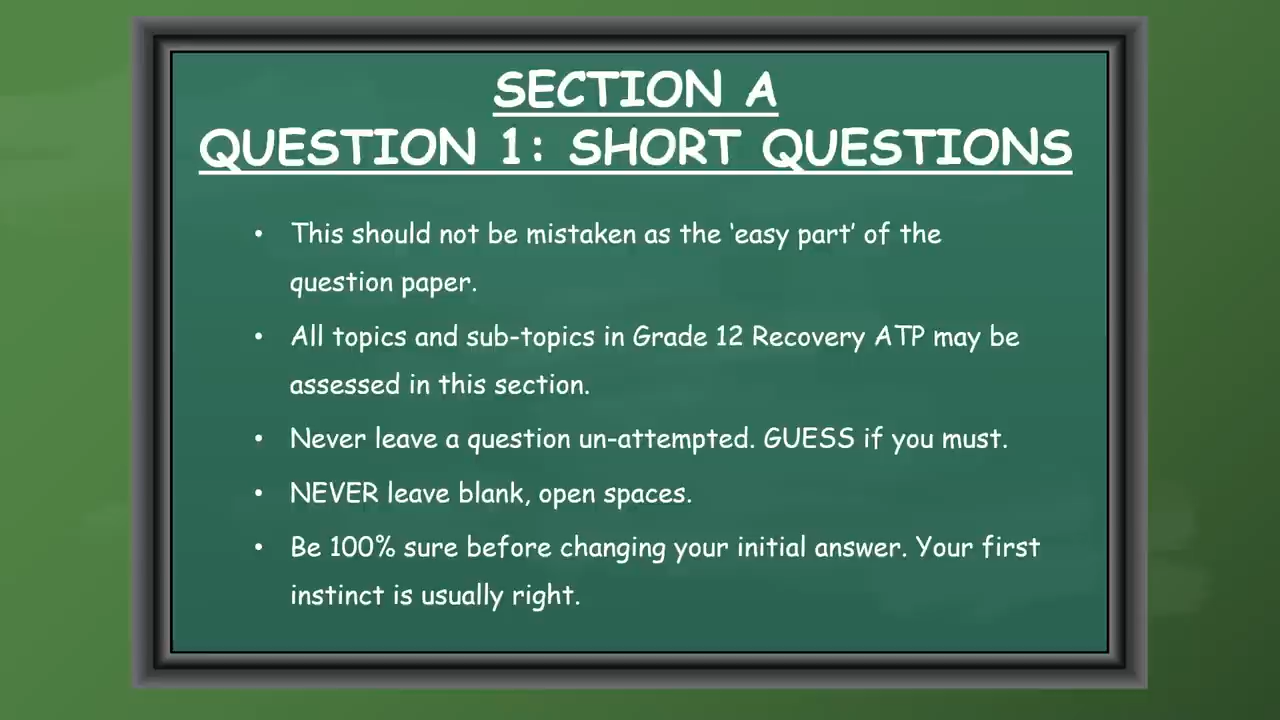 SECTION A
QUESTION 1: SHORT QUESTIONS
• This should not be mistaken as the ‘easy part’ of the
question paper.
• All topics and sub-topics in Grade 12 Recovery ATP may be
assessed in this section.
• Never leave a question un-attempted. GUESS if you must.
• NEVER leave blank, open spaces.
• Be 100% sure before changing your initial answer. Your first
instinct is usually right.